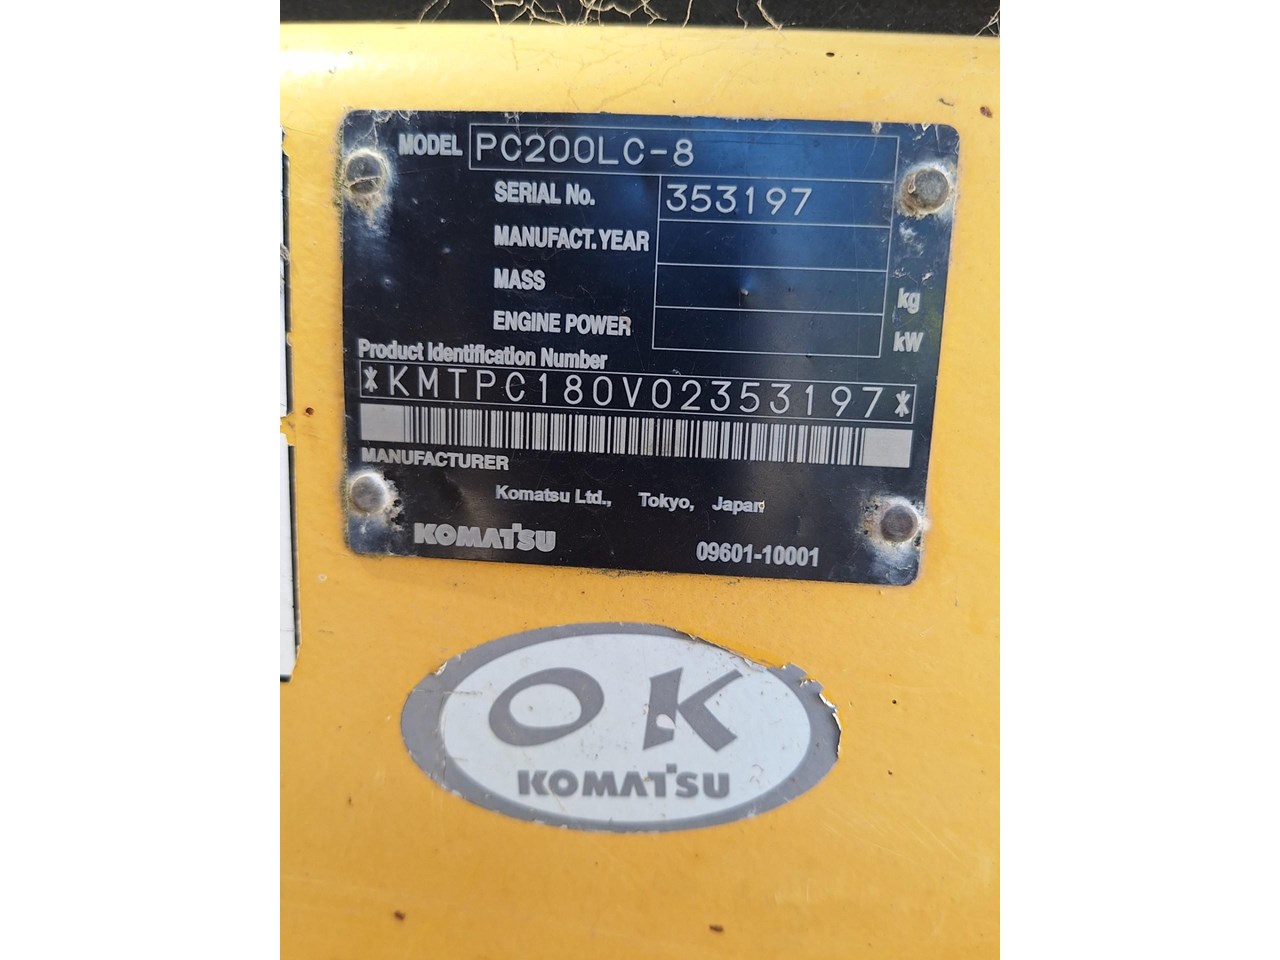 MODEL PC200LC-8
SERIAL No. 353197
MANUFACT. YEAR
MASS kg
ENGINE POWER kW
Product Identification Number
*KMTPC180V02353197*
MANUFACTURER
Komatsu Ltd., Tokyo, Japan
KOMATSU 09601-10001
OK
KOMATSU